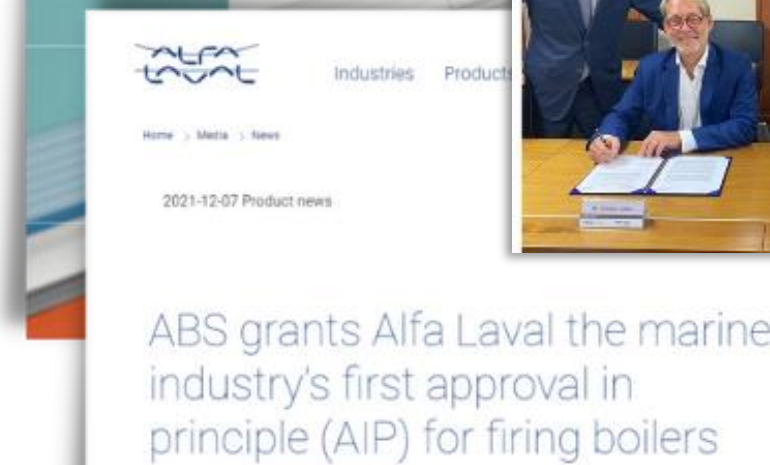 ALFA
LAVAL
Industries Products
Home > Media > News
2021-12-07 Product news
ABS grants Alfa Laval the marine
industry's first approval in
principle (AIP) for firing boilers